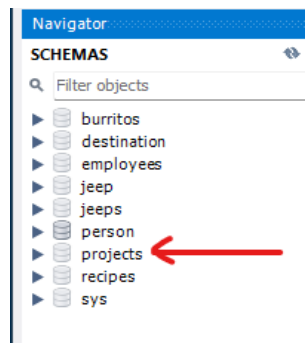 Navigator
SCHEMAS
Filter objects
burritos
destination
employees
jeep
jeeps
person
projects
recipes
sys